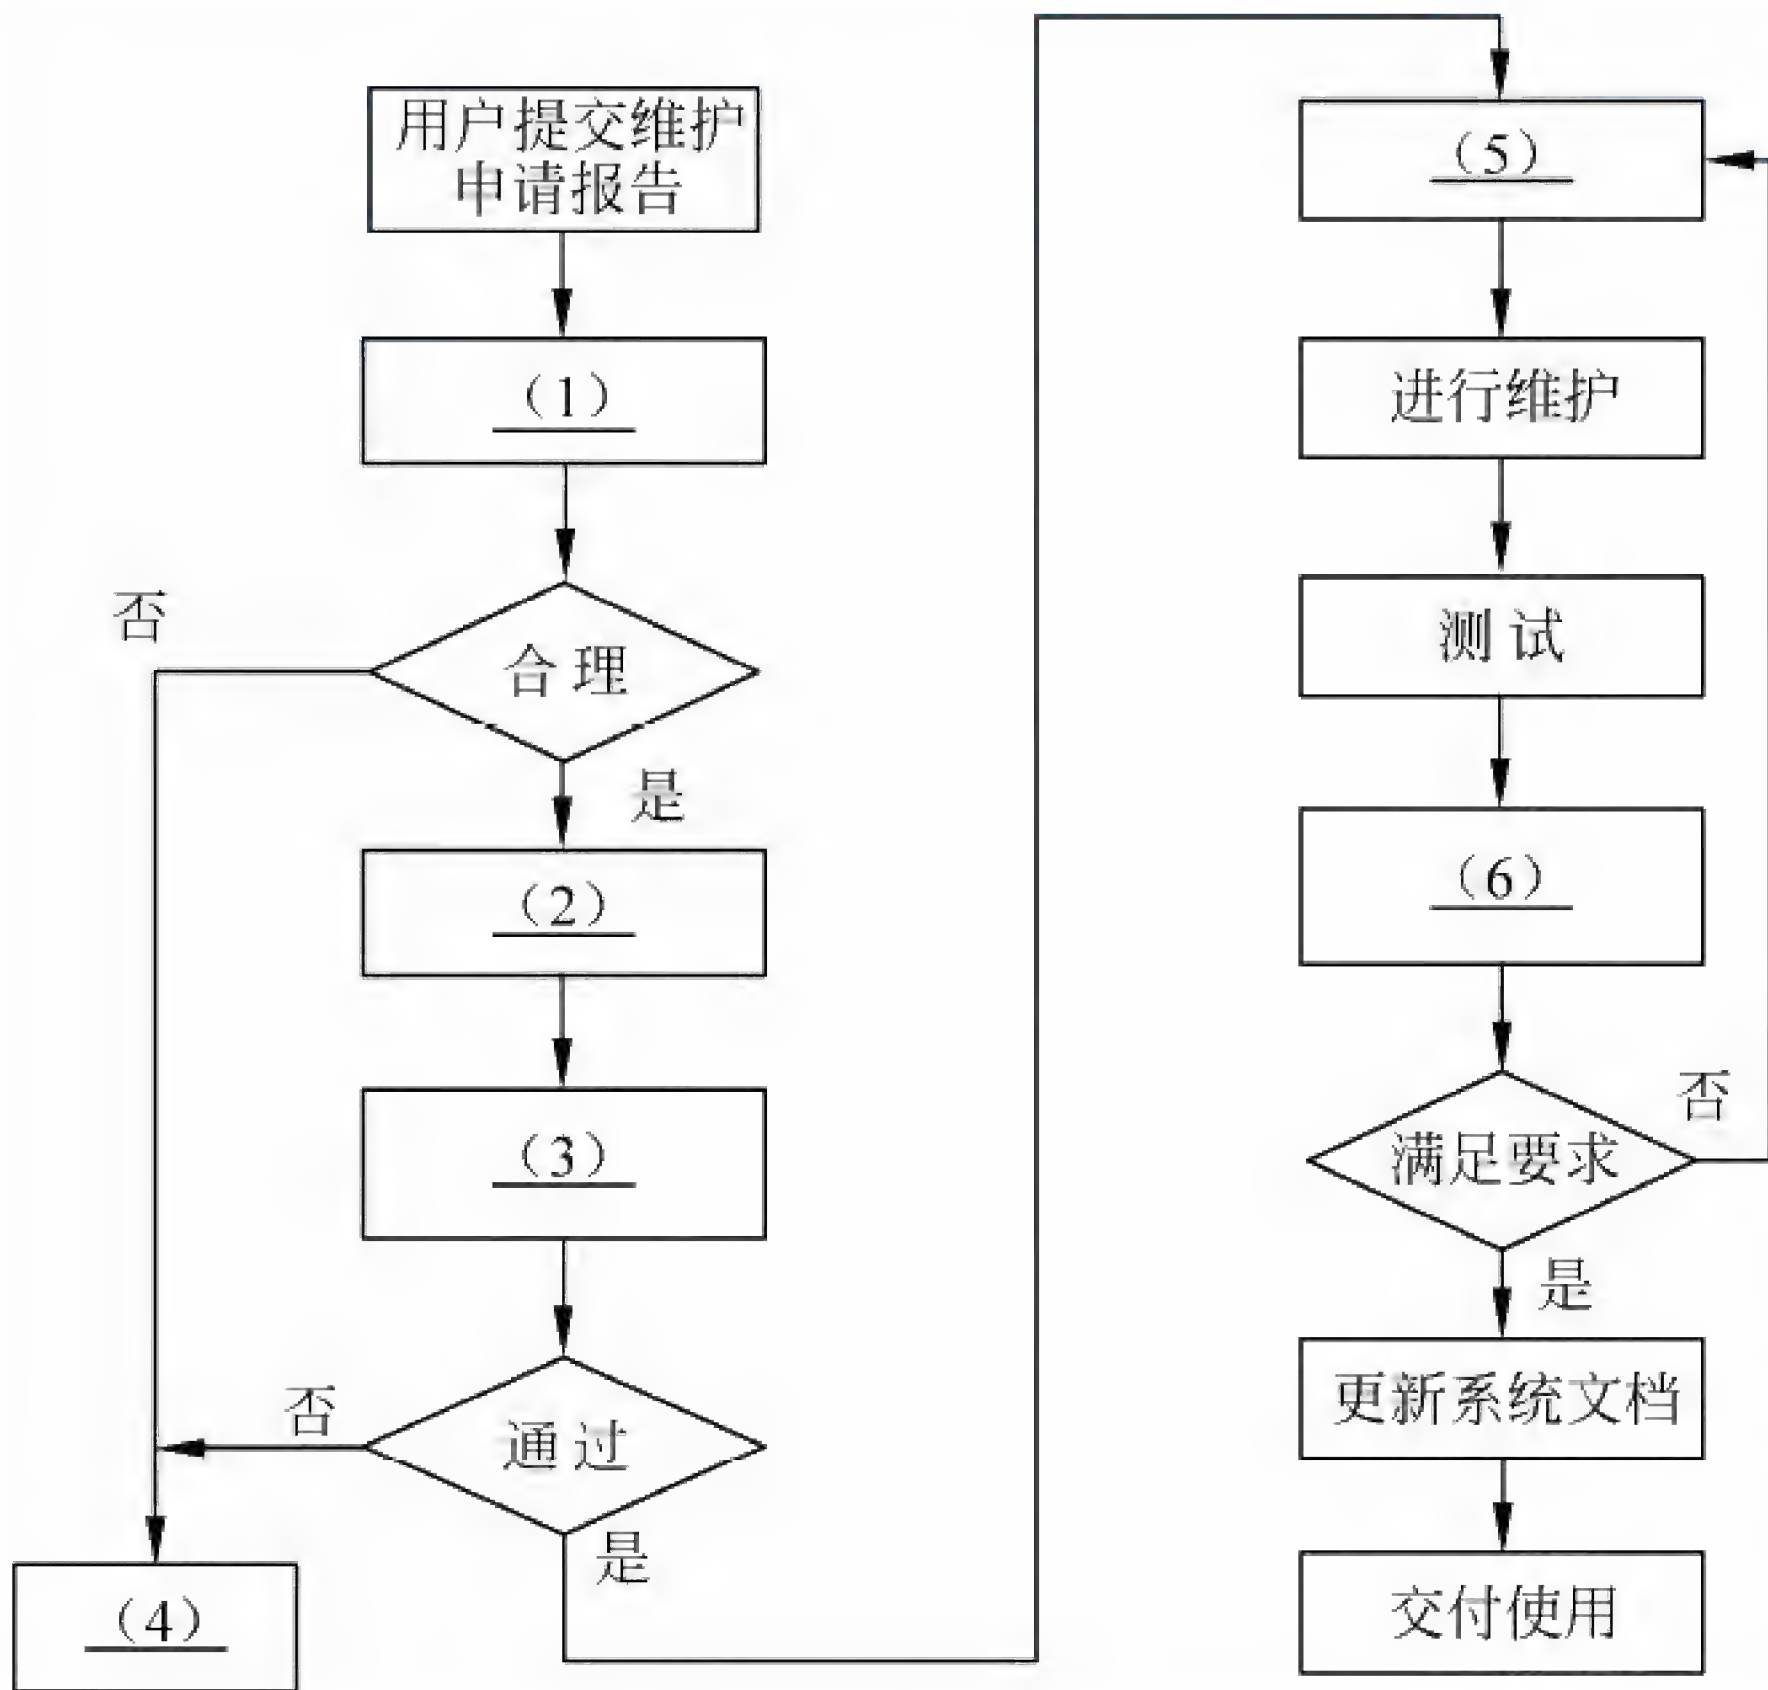 用户提交维护
申请报告
（1）
合理
否
是
（2）
（3）
通过
否
是
（4）
（5）
进行维护
测试
（6）
满足要求
否
是
更新系统文档
交付使用